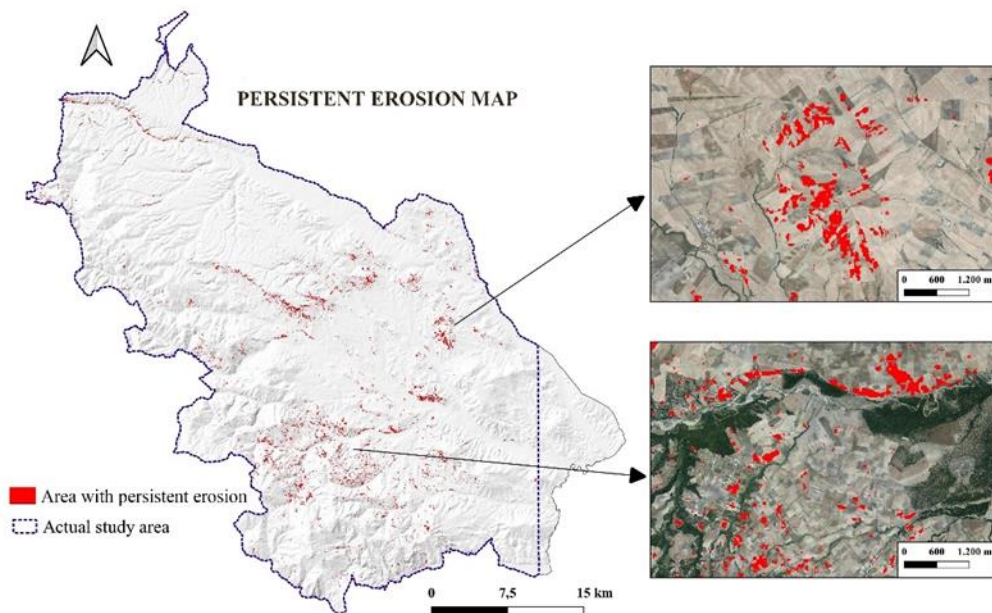 PERSISTENT EROSION MAP
0 600 1.200 m
0 600 1.200 m
Area with persistent erosion
Actual study area
0 7,5 15 km